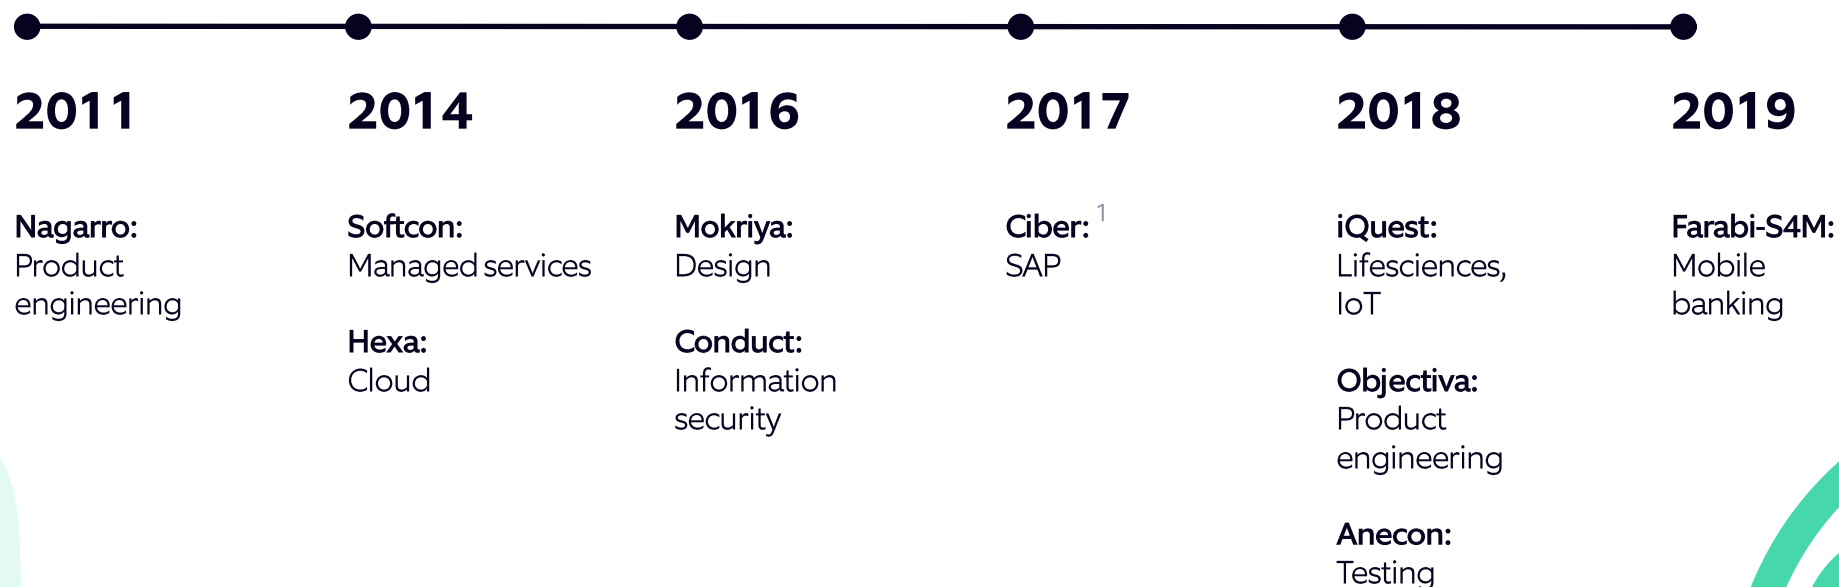 2011
Nagarro:
Product
engineering
2014
Softcon:
Managed services
Hexa:
Cloud
2016
Mokriya:
Design
Conduct:
Information
security
2017
Ciber: 1
SAP
2018
iQuest:
Lifesciences,
IoT
Objectiva:
Product
engineering
Anecon:
Testing
2019
Farabi-S4M:
Mobile
banking